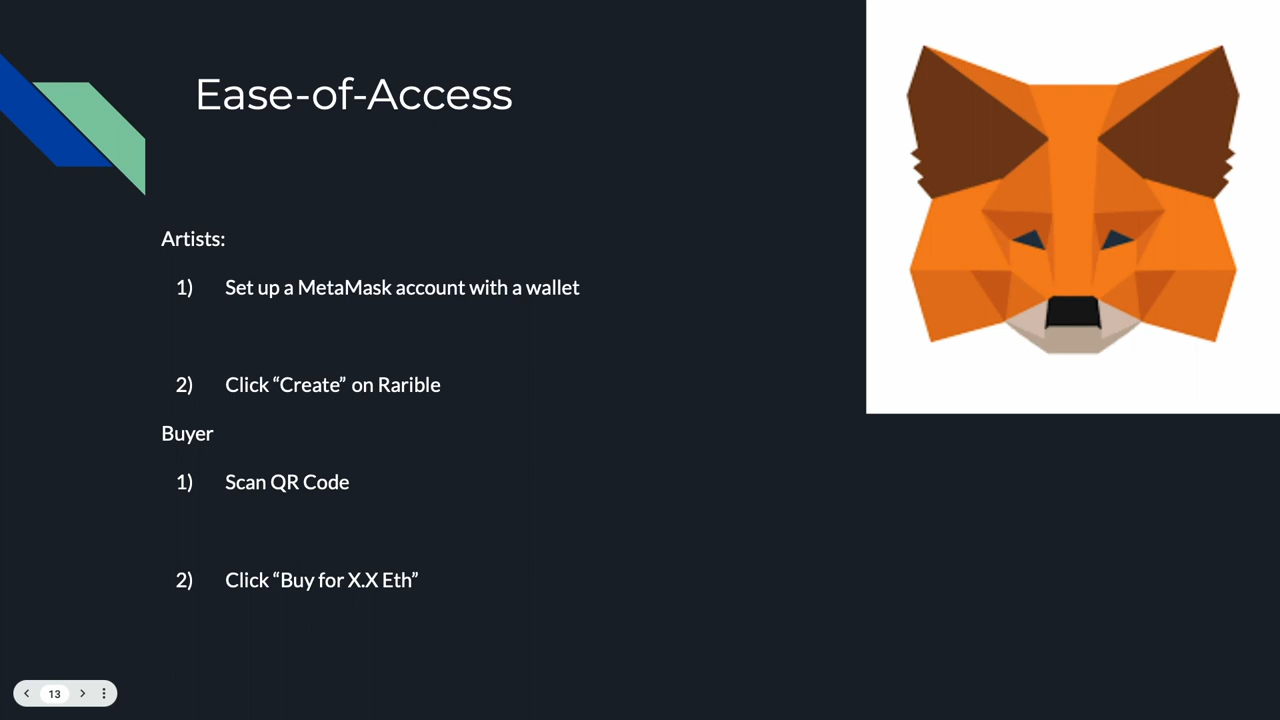 Ease-of-Access
Artists:
1) Set up a MetaMask account with a wallet
2) Click “Create” on Rarible
Buyer
1) Scan QR Code
2) Click “Buy for X.X Eth”
13